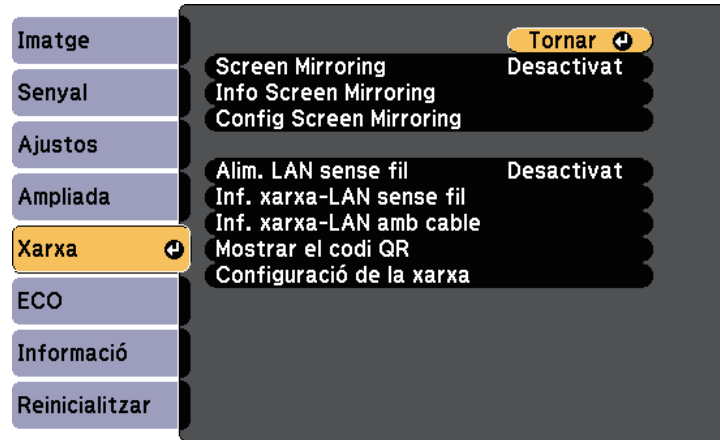 Imatge
Senyal
Ajustos
Ampliada
Xarxa
ECO
Informació
Reinicialitzar
Tornar
Screen Mirroring Desactivat
Info Screen Mirroring
Config Screen Mirroring
Alim. LAN sense fil Desactivat
Inf. xarxa-LAN sense fil
Inf. xarxa-LAN amb cable
Mostrar el codi QR
Configuració de la xarxa